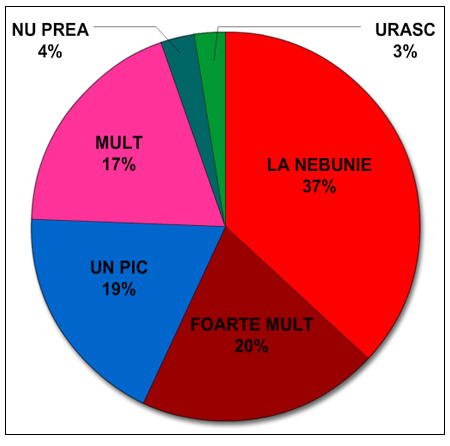 NU PREA
4%
URASC
3%
MULT
17%
LA NEBUNIE
37%
UN PIC
19%
FOARTE MULT
20%